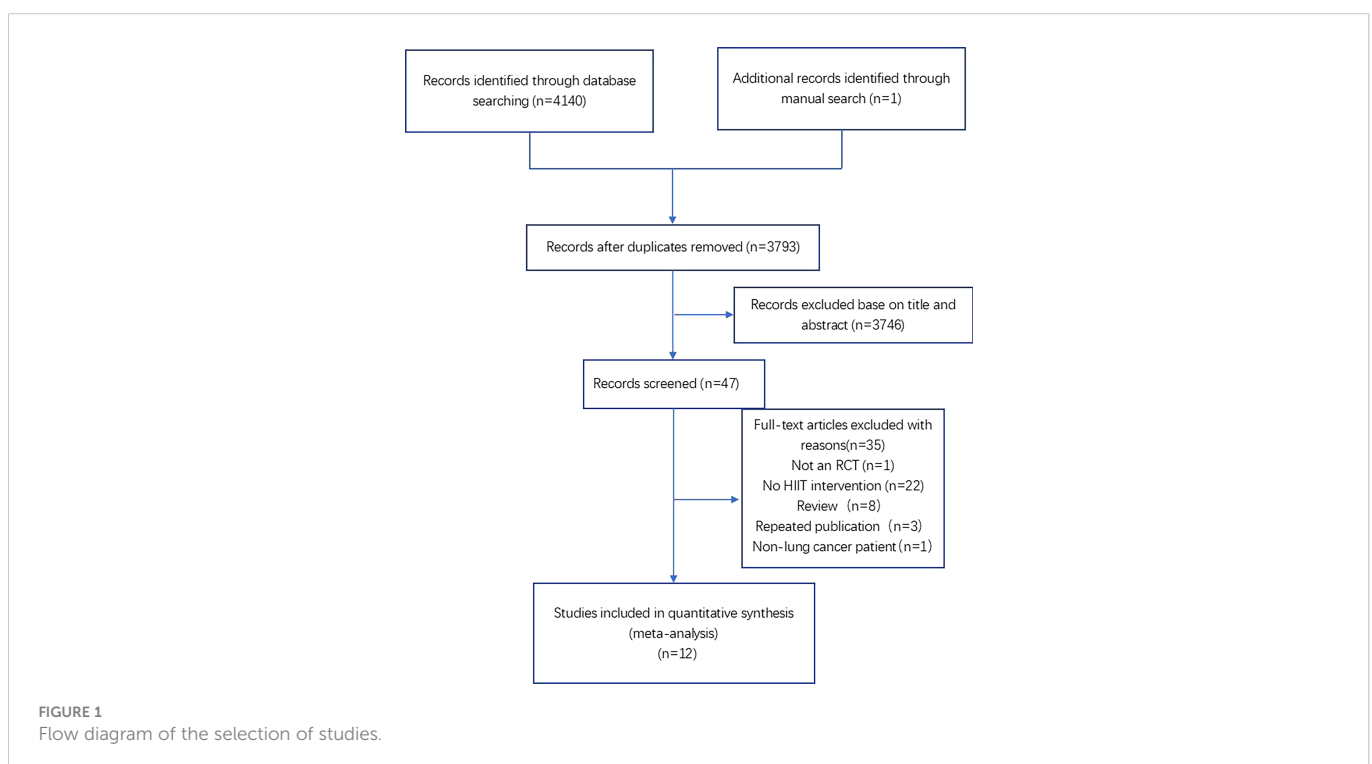 Records identified through database
searching (n=4140)
Additional records identified through
manual search (n=1)
Records after duplicates removed (n=3793)
Records excluded base on title and
abstract (n=3746)
Records screened (n=47)
Full-text articles excluded with
reasons(n=35)
Not an RCT (n=1)
No HIIT intervention (n=22)
Review（n=8）
Repeated publication（n=3）
Non-lung cancer patient（n=1）
Studies included in quantitative synthesis
(meta-analysis)
(n=12)
FIGURE 1
Flow diagram of the selection of studies.